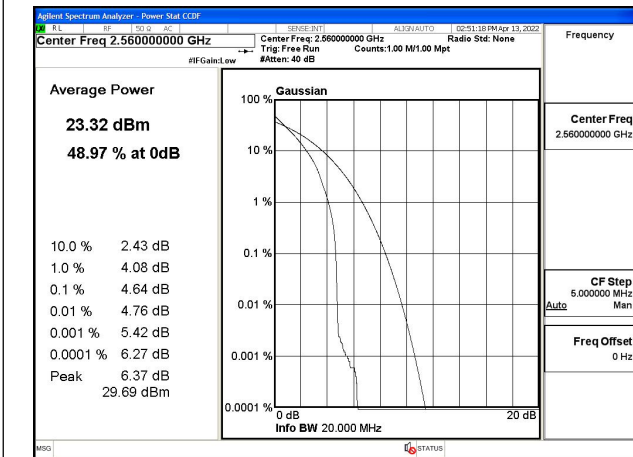 Agilent Spectrum Analyzer - Power Stat CCDF
RL RF 50 Ω AC SENSE:INT ALIGN AUTO 02:51:18 PM Apr 13, 2022
Center Freq 2.560000000 GHz
#IFGain:Low
Center Freq: 2.560000000 GHz
Trig: Free Run Counts:1.00 M/1.00 Mpt
#Atten: 40 dB
Radio Std: None
Frequency
Average Power
23.32 dBm
48.97 % at 0dB
10.0 % 2.43 dB
1.0 % 4.08 dB
0.1 % 4.64 dB
0.01 % 4.76 dB
0.001 % 5.42 dB
0.0001 % 6.27 dB
Peak 6.37 dB
29.69 dBm
Gaussian
100 %
10 %
1 %
0.1 %
0.01 %
0.001 %
0.0001 %
0 dB 20 dB
Info BW 20.000 MHz
Center Freq
2.560000000 GHz
CF Step
5.000000 MHz
Auto Man
Freq Offset
0 Hz
MSG STATUS